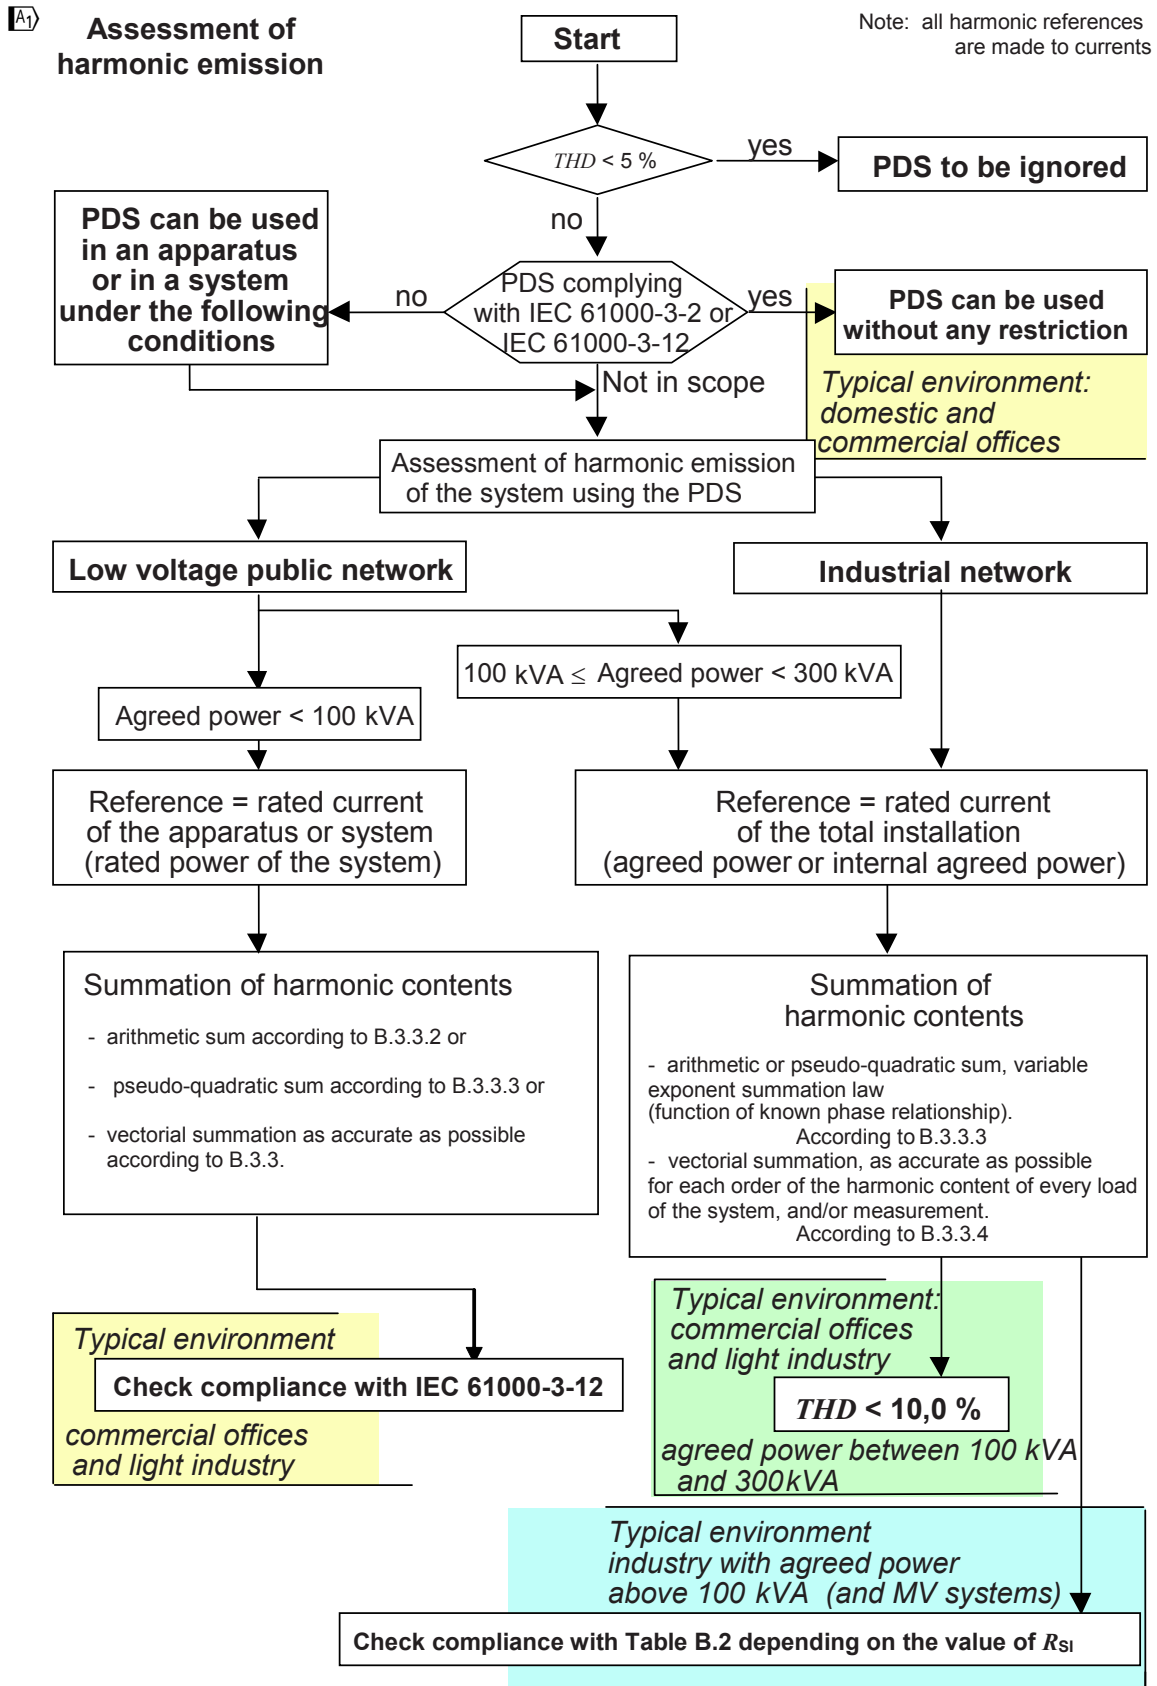 A1
Assessment of
harmonic emission
Start
Note: all harmonic references
are made to currents
THD < 5 %
yes
PDS to be ignored
no
PDS can be used
in an apparatus
or in a system
under the following
conditions
no
PDS complying
with IEC 61000-3-2 or
IEC 61000-3-12
yes
PDS can be used
without any restriction
Not in scope
Typical environment:
domestic and
commercial offices
Assessment of harmonic emission
of the system using the PDS
Low voltage public network
Industrial network
100 kVA ≤ Agreed power < 300 kVA
Agreed power < 100 kVA
Reference = rated current
of the apparatus or system
(rated power of the system)
Reference = rated current
of the total installation
(agreed power or internal agreed power)
Summation of harmonic contents
- arithmetic sum according to B.3.3.2 or
- pseudo-quadratic sum according to B.3.3.3 or
- vectorial summation as accurate as possible
according to B.3.3.
Summation of
harmonic contents
- arithmetic or pseudo-quadratic sum, variable
exponent summation law
(function of known phase relationship).
According to B.3.3.3
- vectorial summation, as accurate as possible
for each order of the harmonic content of every load
of the system, and/or measurement.
According to B.3.3.4
Typical environment
Check compliance with IEC 61000-3-12
commercial offices
and light industry
Typical environment:
commercial offices
and light industry
THD < 10,0 %
agreed power between 100 kVA
and 300kVA
Typical environment
industry with agreed power
above 100 kVA (and MV systems)
Check compliance with Table B.2 depending on the value of RSI